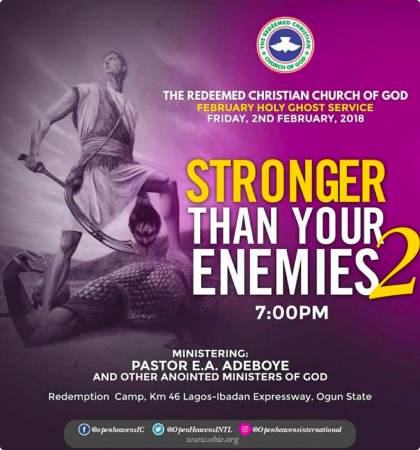 THE REDEEMED CHRISTIAN
CHURCH OF GOD
THE REDEEMED CHRISTIAN CHURCH OF GOD
FEBRUARY HOLY GHOST SERVICE
FRIDAY, 2ND FEBRUARY, 2018
STRONGER
THAN YOUR
ENEMIES 2
7:00PM
MINISTERING:
PASTOR E.A. ADEBOYE
AND OTHER ANOINTED MINISTERS OF GOD
Redemption Camp, Km 46 Lagos-Ibadan Expressway, Ogun State
@openheavensIC @OpenHeavensINTL @Openheavensinternational
www.ohic.org